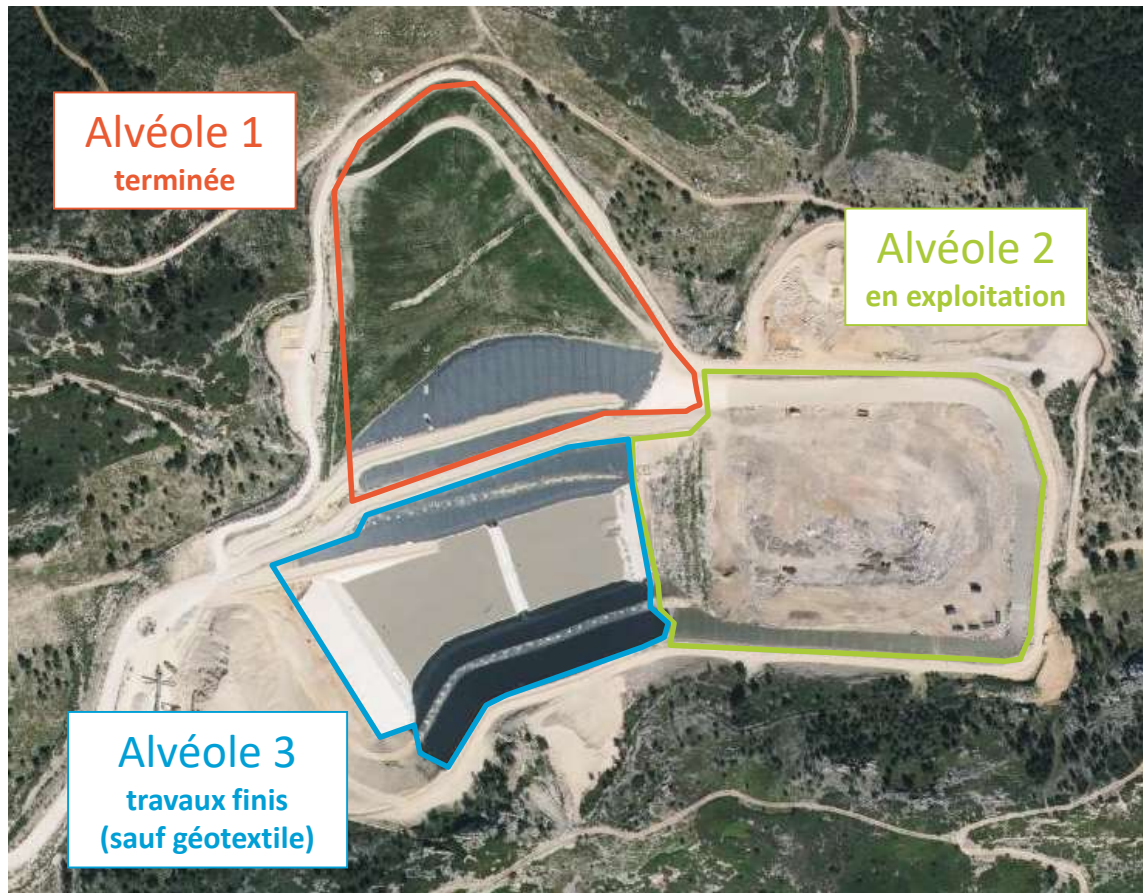 Alvéole 1
terminée
Alvéole 2
en exploitation
Alvéole 3
travaux finis
(sauf géotextile)